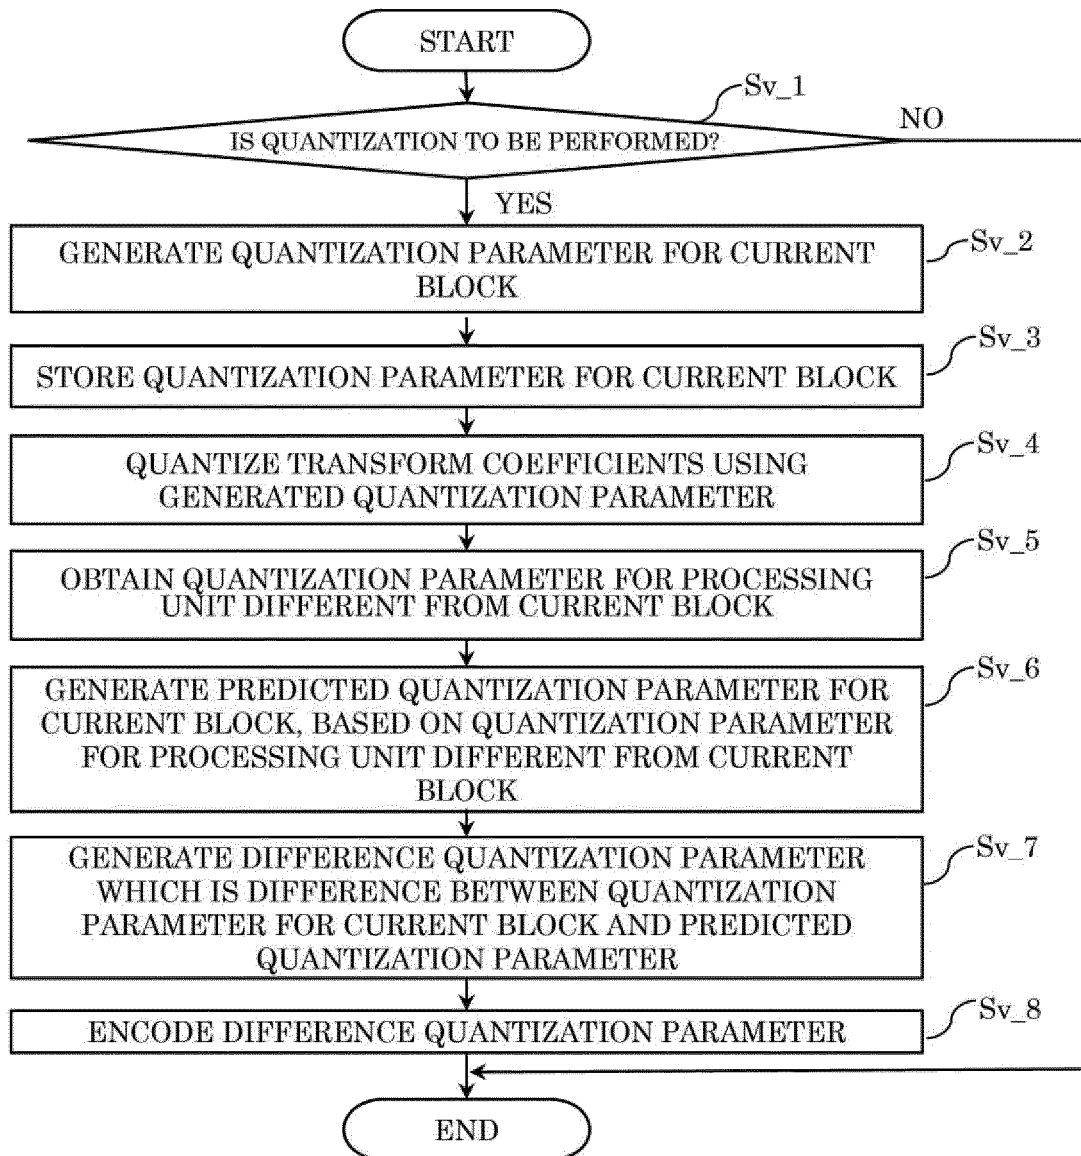 START
Sv_1
NO
IS QUANTIZATION TO BE PERFORMED?
YES
Sv_2
GENERATE QUANTIZATION PARAMETER FOR CURRENT
BLOCK
Sv_3
STORE QUANTIZATION PARAMETER FOR CURRENT BLOCK
Sv_4
QUANTIZE TRANSFORM COEFFICIENTS USING
GENERATED QUANTIZATION PARAMETER
Sv_5
OBTAIN QUANTIZATION PARAMETER FOR PROCESSING
UNIT DIFFERENT FROM CURRENT BLOCK
Sv_6
GENERATE PREDICTED QUANTIZATION PARAMETER FOR
CURRENT BLOCK, BASED ON QUANTIZATION PARAMETER
FOR PROCESSING UNIT DIFFERENT FROM CURRENT
BLOCK
Sv_7
GENERATE DIFFERENCE QUANTIZATION PARAMETER
WHICH IS DIFFERENCE BETWEEN QUANTIZATION
PARAMETER FOR CURRENT BLOCK AND PREDICTED
QUANTIZATION PARAMETER
Sv_8
ENCODE DIFFERENCE QUANTIZATION PARAMETER
END